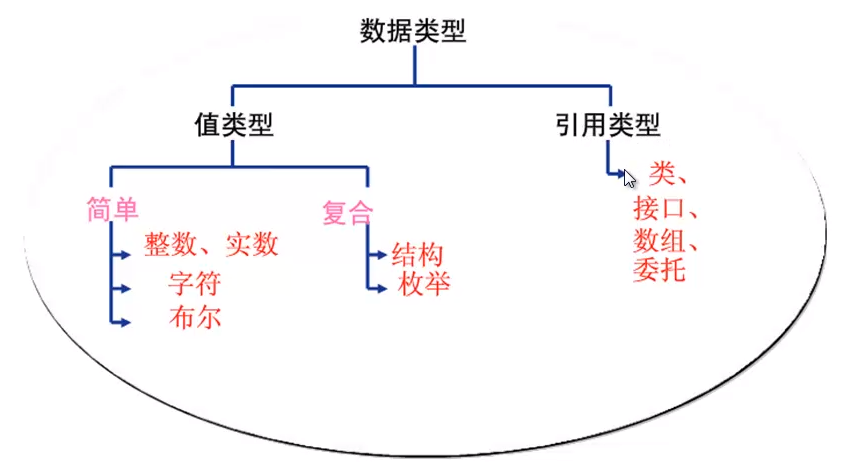 数据类型
值类型
引用类型
简单
整数、实数
字符
布尔
复合
结构
枚举
类、
接口、
数组、
委托